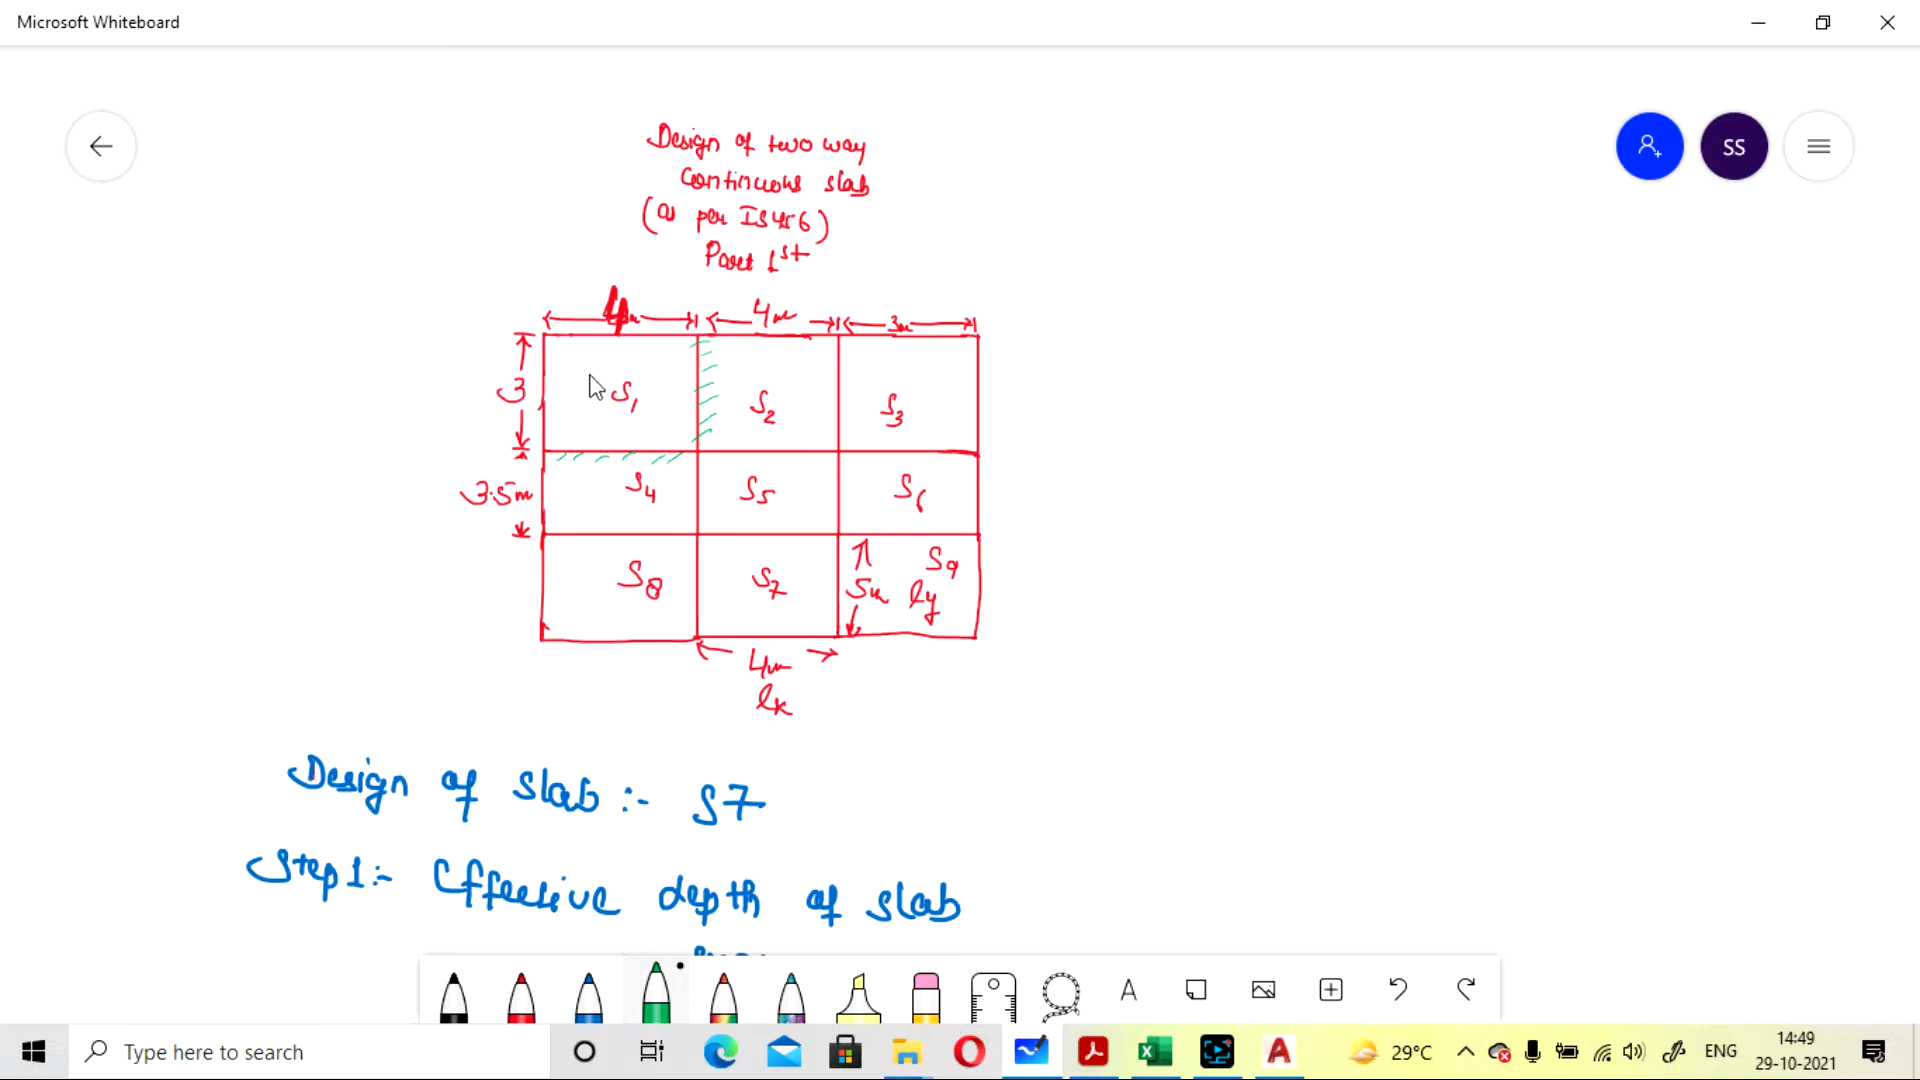 Microsoft Whiteboard
SS
Design of two way
Continuous slab
(as per IS456)
Part 1st
4m 4m 3m
3 S1 S2 S3
3.5m S4 S5 S6
S8 S7 5m ly S9
4m
lx
Design of slab :- S7
Step1:- Effective depth of slab
A
Type here to search
29°C
ENG
14:49
29-10-2021